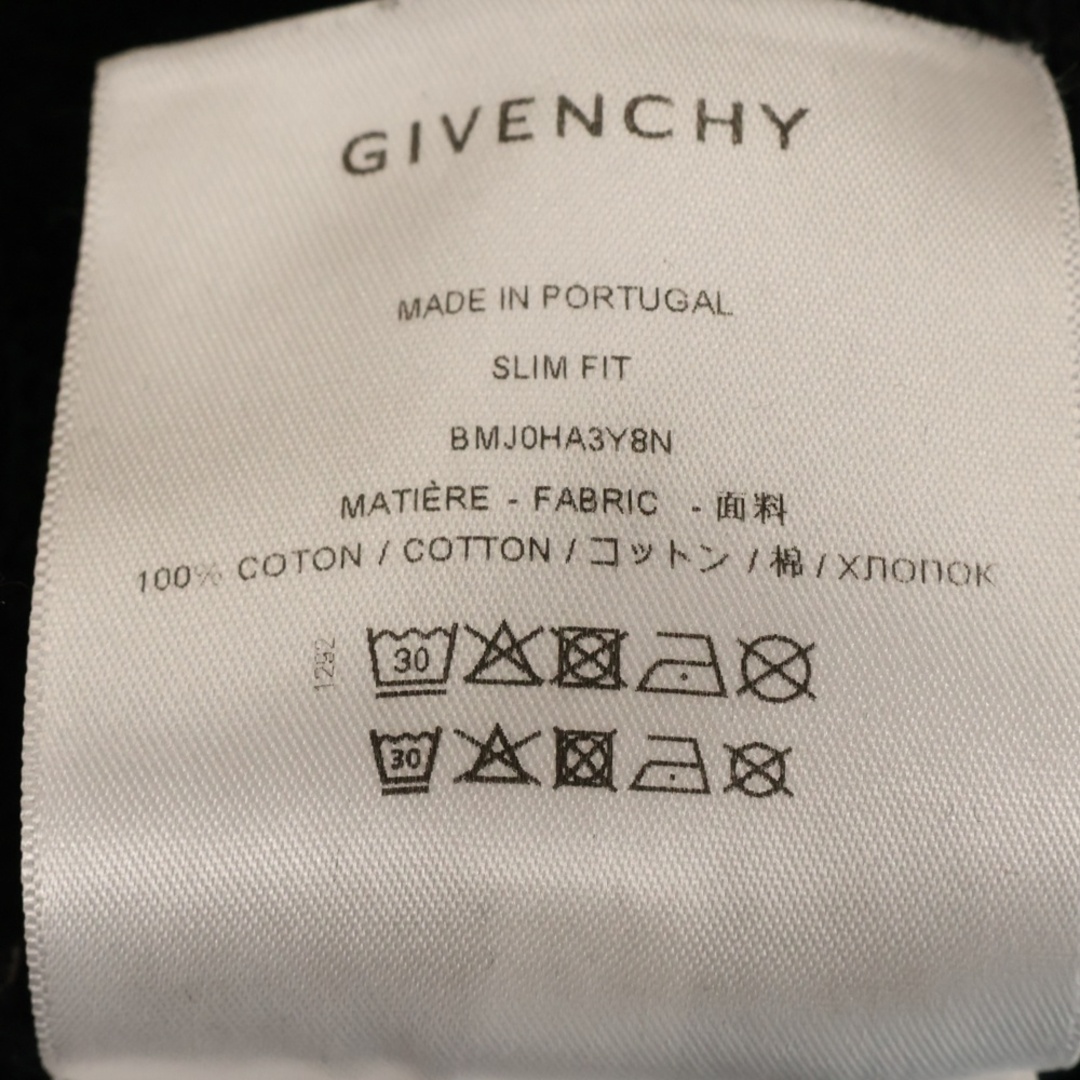 GIVENCHY
MADE IN PORTUGAL
SLIM FIT
BMJ0HA3Y8N
MATIÈRE - FABRIC - 面料
100% COTON / COTTON / コットン / 棉 / ХЛОПОК
1292
30
30